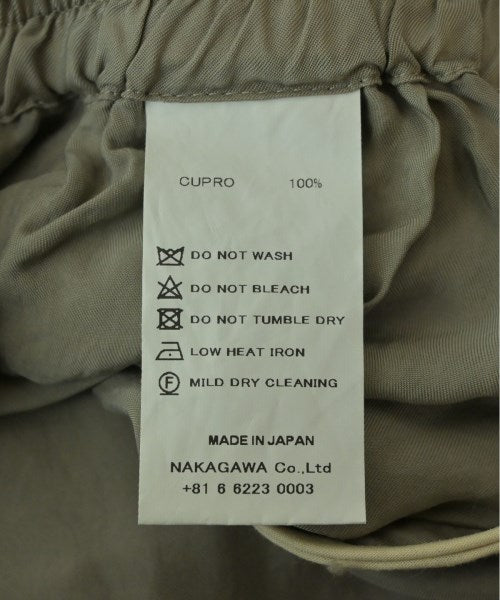 CUPRO 100%
DO NOT WASH
DO NOT BLEACH
DO NOT TUMBLE DRY
LOW HEAT IRON
F MILD DRY CLEANING
MADE IN JAPAN
NAKAGAWA Co.,Ltd
+81 6 6223 0003